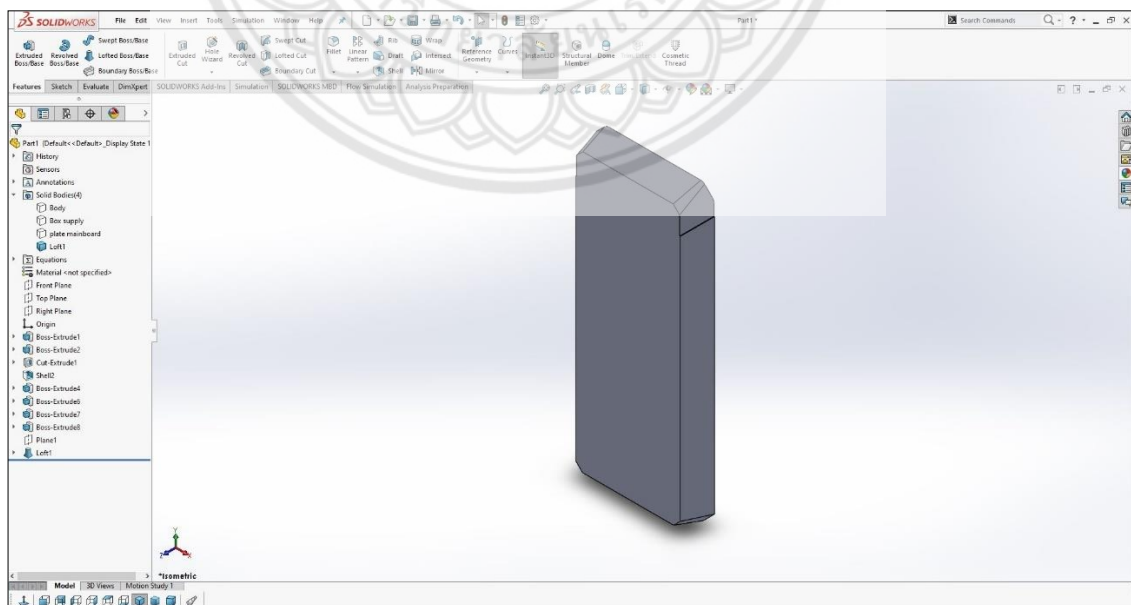 SOLIDWORKS File Edit View Insert Tools Simulation Window Help Part1 * Search Commands
Extruded Boss/Base Revolved Boss/Base Swept Boss/Base Lofted Boss/Base Boundary Boss/Base Extruded Cut Hole Wizard Revolved Cut Swept Cut Lofted Cut Boundary Cut Fillet Linear Pattern Rib Draft Shell Wrap Intersect Mirror Reference Geometry Curves Instant3D Structural Member Dome Cosmetic Thread
Features Sketch Evaluate DimXpert SOLIDWORKS Add-Ins Simulation SOLIDWORKS MBD Flow Simulation Analysis Preparation
Part1 (Default<<Default>_Display State 1
History
Sensors
Annotations
Solid Bodies(4)
Body
Box supply
plate mainboard
Loft1
Equations
Material <not specified>
Front Plane
Top Plane
Right Plane
Origin
Boss-Extrude1
Boss-Extrude2
Cut-Extrude1
Shell2
Boss-Extrude4
Boss-Extrude6
Boss-Extrude7
Boss-Extrude8
Plane1
Loft1
Y
Z X
*Isometric
Model 3D Views Motion Study 1